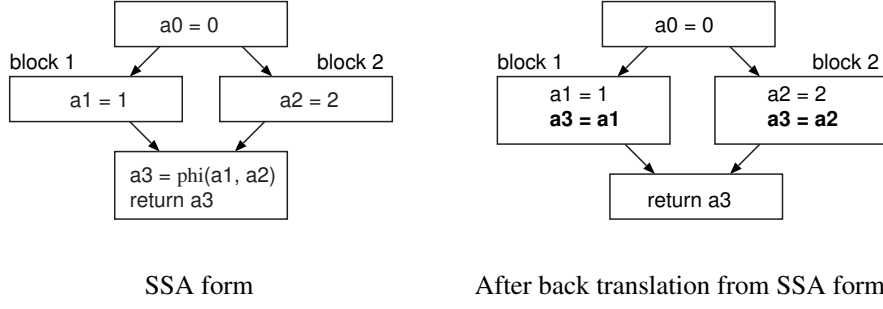 a0 = 0
block 1
block 2
a1 = 1
a2 = 2
a3 = phi(a1, a2)
return a3
SSA form
a0 = 0
block 1
block 2
a1 = 1
a3 = a1
a2 = 2
a3 = a2
return a3
After back translation from SSA form